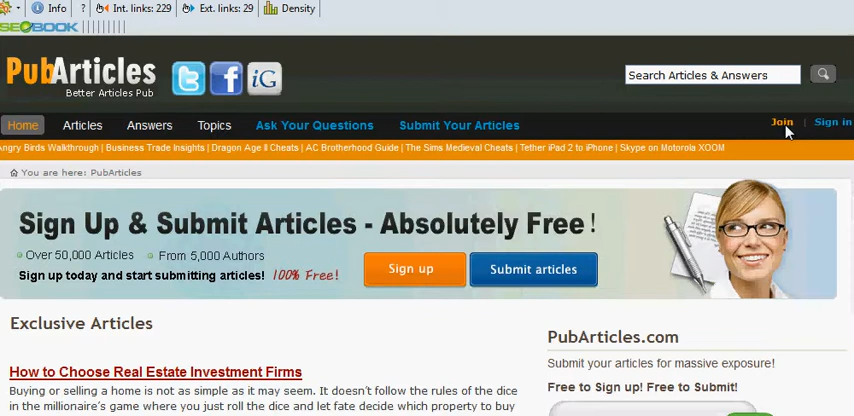 Info ? Int. links: 229 Ext. links: 29 Density
SEOBOOK
PubArticles
Better Articles Pub
iG
Search Articles & Answers
Home Articles Answers Topics Ask Your Questions Submit Your Articles Join | Sign in
Angry Birds Walkthrough | Business Trade Insights | Dragon Age II Cheats | AC Brotherhood Guide | The Sims Medieval Cheats | Tether iPad 2 to iPhone | Skype on Motorola XOOM
You are here: PubArticles
Sign Up & Submit Articles - Absolutely Free!
Over 50,000 Articles From 5,000 Authors
Sign up today and start submitting articles! 100% Free!
Sign up Submit articles
Exclusive Articles
How to Choose Real Estate Investment Firms
Buying or selling a home is not as simple as it may seem. It doesn't follow the rules of the dice
in the millionaire's game where you just roll the dice and let fate decide which property to buy
PubArticles.com
Submit your articles for massive exposure!
Free to Sign up! Free to Submit!